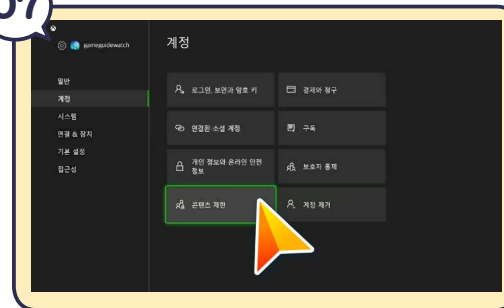 07
gameguidewatch
계정
일반
계정
시스템
연결 & 장치
기본 설정
접근성
로그인, 보안과 암호 키
결제와 청구
연결된 소셜 계정
구독
개인 정보와 온라인 안전
정보
보호자 통제
콘텐츠 제한
계정 제거